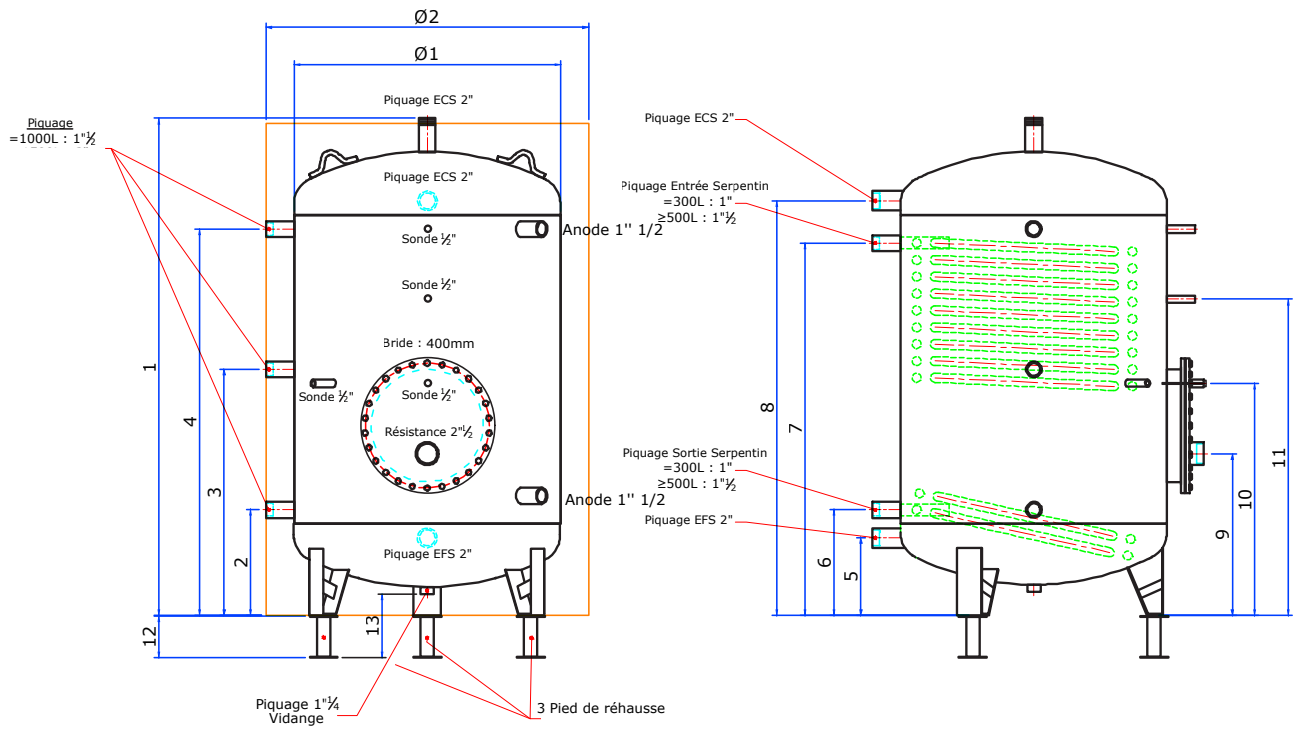 Ø2
Ø1
Piquage ECS 2"
Piquage
=1000L : 1"½
Piquage ECS 2"
Sonde ½"
Anode 1'' 1/2
Sonde ½"
Bride : 400mm
Sonde ½"
Sonde ½"
Résistance 2"½
Anode 1'' 1/2
Piquage EFS 2"
1
4
3
2
12
13
Piquage 1"¼
Vidange
3 Pied de réhausse
Piquage ECS 2"
Piquage Entrée Serpentin
=300L : 1"
≥500L : 1"½
Piquage Sortie Serpentin
=300L : 1"
≥500L : 1"½
Piquage EFS 2"
8
7
6
5
9
10
11